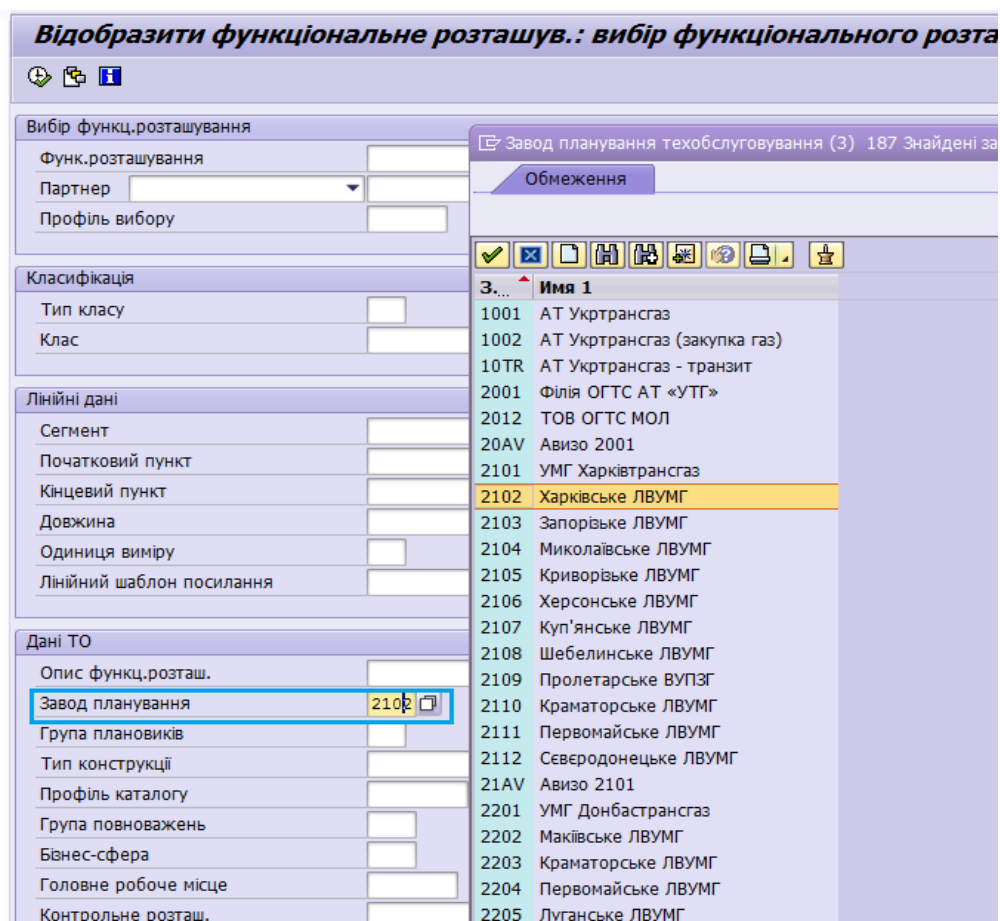 Відобразити функціональне розташув.: вибір функціонального розта
Вибір функц.розташування
Функ.розташування
Партнер
Профіль вибору
Класифікація
Тип класу
Клас
Лінійні дані
Сегмент
Початковий пункт
Кінцевий пункт
Довжина
Одиниця виміру
Лінійний шаблон посилання
Дані ТО
Опис функц.розташ.
Завод планування 2102
Група плановиків
Тип конструкції
Профіль каталогу
Група повноважень
Бізнес-сфера
Головне робоче місце
Контрольне розташ.
Завод планування техобслуговування (3) 187 Знайдені за
Обмеження
З... Имя 1
1001 АТ Укртрансгаз
1002 АТ Укртрансгаз (закупка газ)
10TR АТ Укртрансгаз - транзит
2001 Філія ОГТС АТ «УТГ»
2012 ТОВ ОГТС МОЛ
20AV Авизо 2001
2101 УМГ Харківтрансгаз
2102 Харківське ЛВУМГ
2103 Запорізьке ЛВУМГ
2104 Миколаївське ЛВУМГ
2105 Криворізьке ЛВУМГ
2106 Херсонське ЛВУМГ
2107 Куп'янське ЛВУМГ
2108 Шебелинське ЛВУМГ
2109 Пролетарське ВУПЗГ
2110 Краматорське ЛВУМГ
2111 Первомайське ЛВУМГ
2112 Сєвєродонецьке ЛВУМГ
21AV Авизо 2101
2201 УМГ Донбастрансгаз
2202 Макіївське ЛВУМГ
2203 Краматорське ЛВУМГ
2204 Первомайське ЛВУМГ
2205 Луганське ЛВУМГ